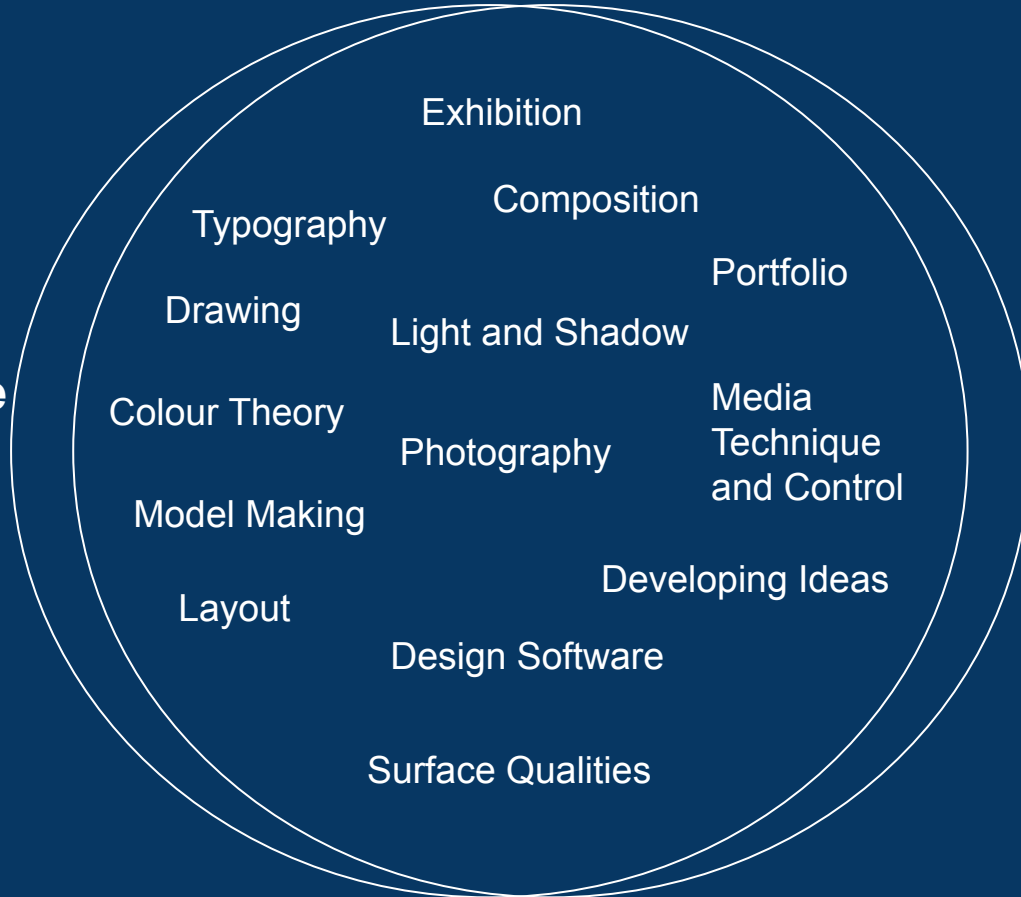 Exhibition
Composition
Typography
Portfolio
Drawing
Light and Shadow
Colour Theory
Media
Technique
and Control
Photography
Model Making
Developing Ideas
Layout
Design Software
Surface Qualities